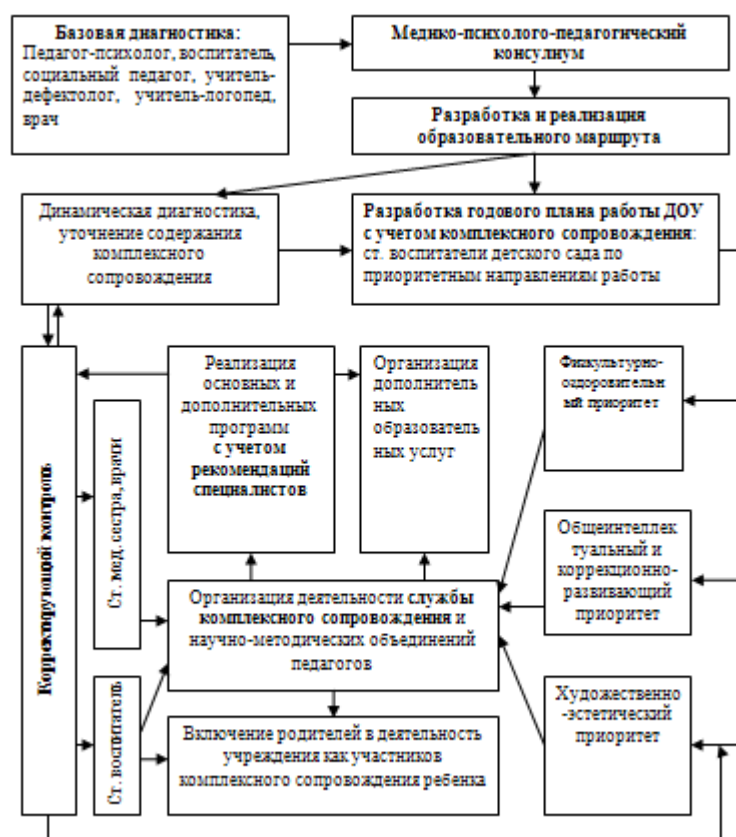 Базовая диагностика:
Педагог-психолог, воспитатель,
социальный педагог, учитель-
дефектолог, учитель-логопед,
врач
Медико-психолого-педагогический
консулиум
Разработка и реализация
образовательного маршрута
Динамическая диагностика,
уточнение содержания
комплексного
сопровождения
Разработка годового плана работы ДОУ
с учетом комплексного сопровождения:
ст. воспитатели детского сада по
приоритетным направлениям работы
Корректирующий контроль
Ст. мед. сестра, врачи
Ст. воспитатель
Реализация
основных и
дополнительных
программ
с учетом
рекомендаций
специалистов
Организация
дополнитель
ных
образователь
ных услуг
Физкультурно-
оздоровительн
ый приоритет
Общеинтеллек
туальный и
коррекционно-
развивающий
приоритет
Организация деятельности службы
комплексного сопровождения и
научно-методических объединений
педагогов
Художественно
-эстетический
приоритет
Включение родителей в деятельность
учреждения как участников
комплексного сопровождения ребенка